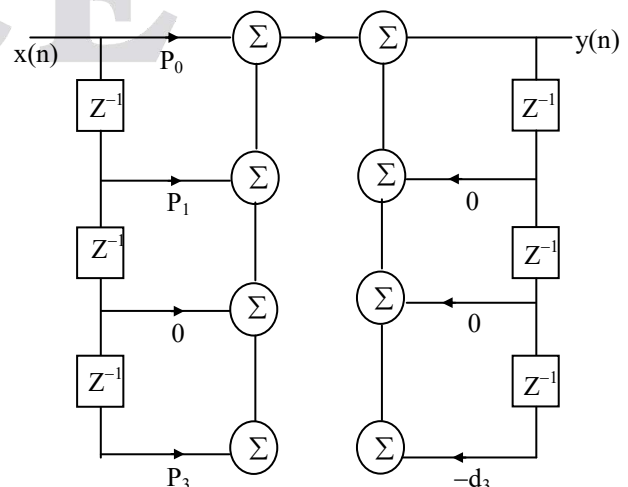 x(n) P₀ Σ Σ y(n)
Z⁻¹ Z⁻¹
P₁ Σ Σ 0
Z⁻¹ Z⁻¹
0 Σ Σ 0
Z⁻¹ Z⁻¹
P₃ Σ Σ −d₃